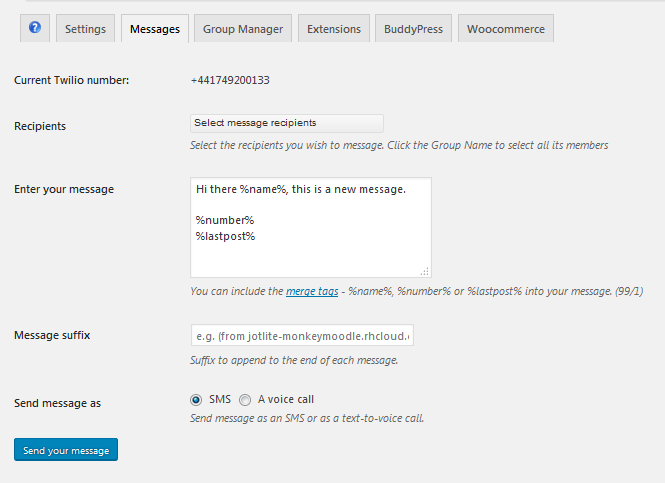 ?
Settings
Messages
Group Manager
Extensions
BuddyPress
Woocommerce
Current Twilio number:
+441749200133
Recipients
Select message recipients
Select the recipients you wish to message. Click the Group Name to select all its members
Enter your message
Hi there %name%, this is a new message.
%number%
%lastpost%
You can include the merge tags - %name%, %number% or %lastpost% into your message. (99/1)
Message suffix
e.g. (from jotlite-monkeymoodle.rhcloud.
Suffix to append to the end of each message.
Send message as
SMS
A voice call
Send message as an SMS or as a text-to-voice call.
Send your message